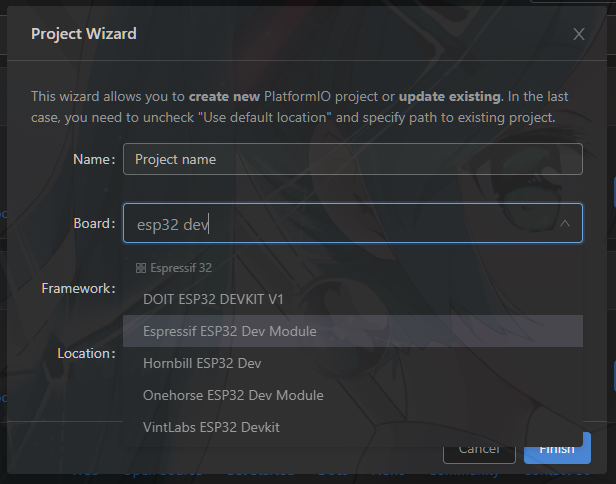 Project Wizard
This wizard allows you to create new PlatformIO project or update existing. In the last
case, you need to uncheck "Use default location" and specify path to existing project.
Name:
Project name
Board:
esp32 dev
Espressif 32
Framework:
DOIT ESP32 DEVKIT V1
Espressif ESP32 Dev Module
Location:
Hornbill ESP32 Dev
Onehorse ESP32 Dev Module
VintLabs ESP32 Devkit
Cancel
Finish